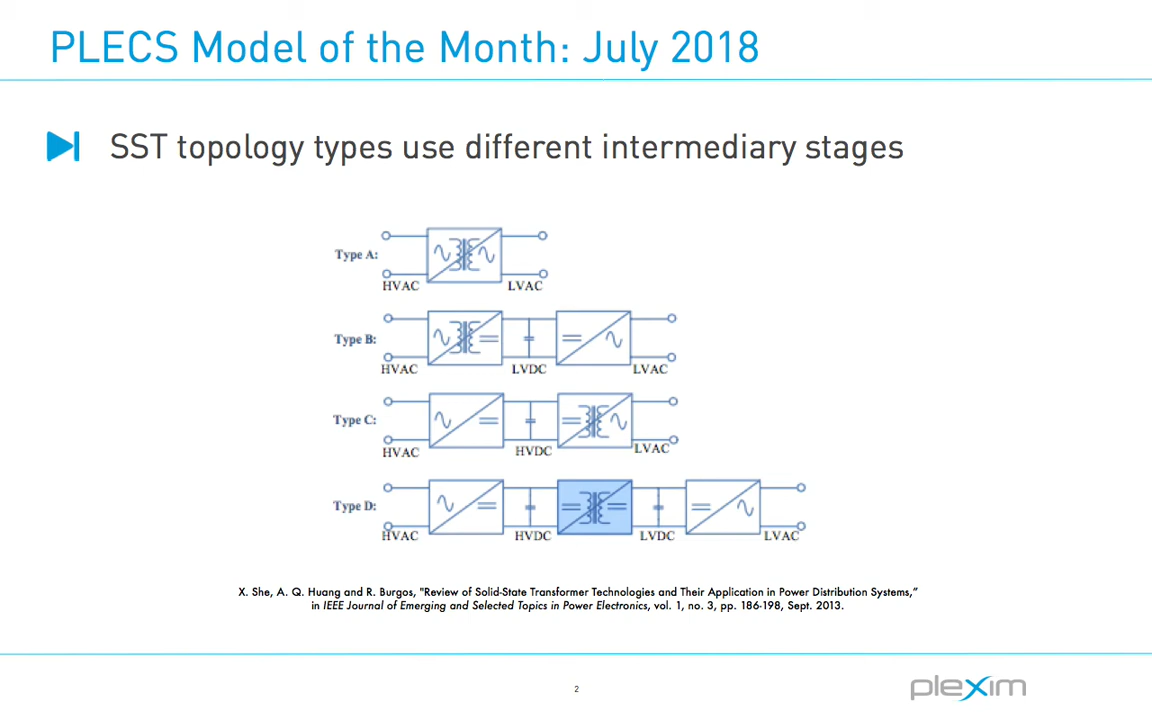 PLECS Model of the Month: July 2018
SST topology types use different intermediary stages
Type A:
HVAC
LVAC
Type B:
HVAC
LVDC
LVAC
Type C:
HVAC
HVDC
LVAC
Type D:
HVAC
HVDC
LVDC
LVAC
X. She, A. Q. Huang and R. Burgos, "Review of Solid-State Transformer Technologies and Their Application in Power Distribution Systems,"
in IEEE Journal of Emerging and Selected Topics in Power Electronics, vol. 1, no. 3, pp. 186-198, Sept. 2013.
2
plexim